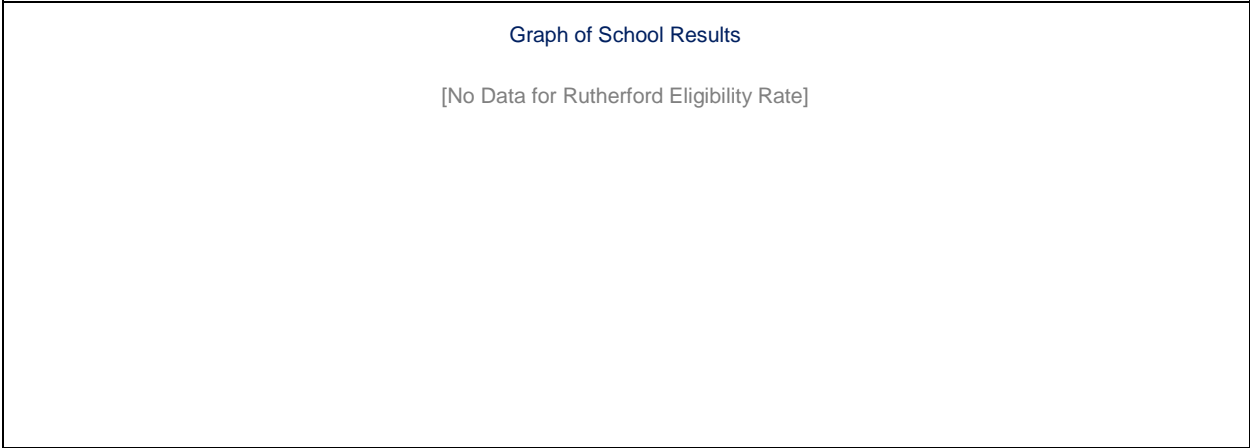 Graph of School Results
[No Data for Rutherford Eligibility Rate]